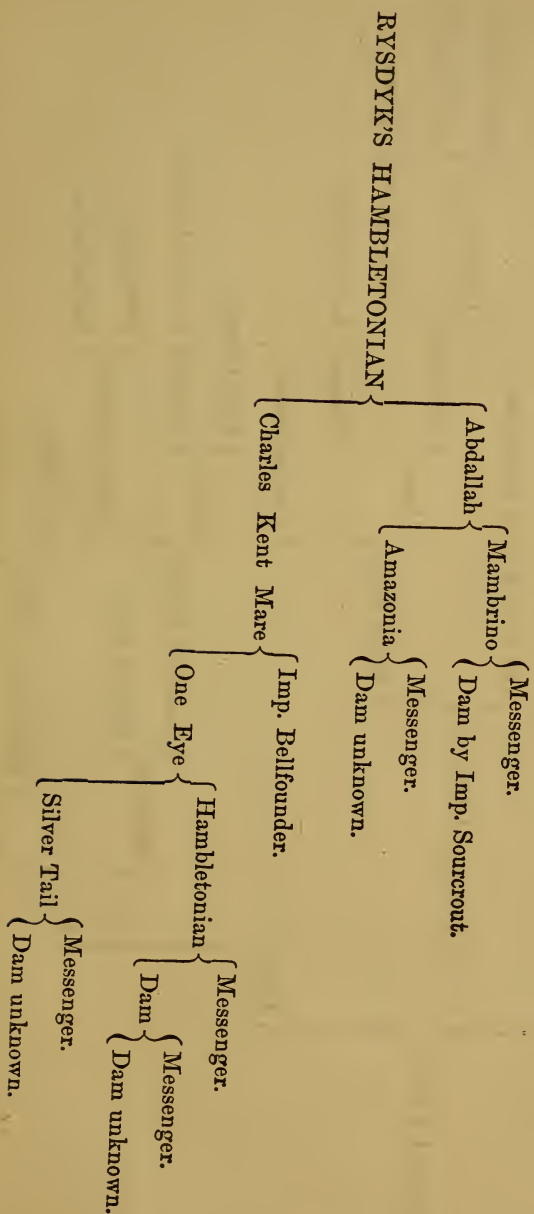 RYSDYK'S HAMBLETONIAN
Abdallah
Mambrino
Messenger.
Dam by Imp. Sourcrout.
Amazonia
Messenger.
Dam unknown.
Charles Kent Mare
Imp. Bellfounder.
One Eye
Hambletonian
Messenger.
Dam
Messenger.
Dam unknown.
Silver Tail
Messenger.
Dam unknown.